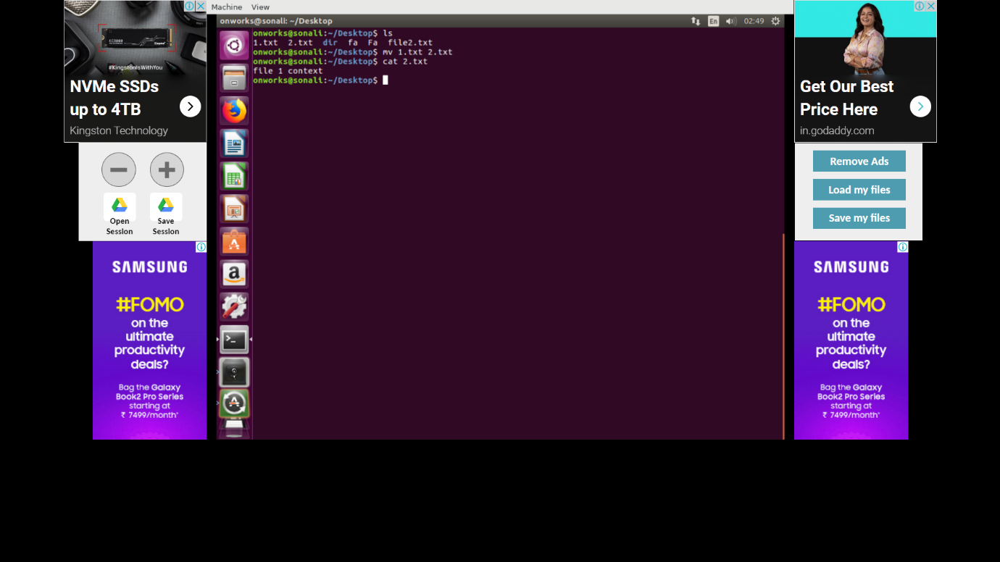 Machine View
onworks@sonali: ~/Desktop
En
02:49
onworks@sonali:~/Desktop$ ls
1.txt 2.txt dir fa Fa file2.txt
onworks@sonali:~/Desktop$ mv 1.txt 2.txt
onworks@sonali:~/Desktop$ cat 2.txt
file 1 context
onworks@sonali:~/Desktop$
#KingstonIsWithYou
NVMe SSDs
up to 4TB
Kingston Technology
Open
Session
Save
Session
SAMSUNG
#FOMO
on the
ultimate
productivity
deals?
Bag the Galaxy
Book2 Pro Series
starting at
₹ 7499/month*
Get Our Best
Price Here
in.godaddy.com
Remove Ads
Load my files
Save my files
SAMSUNG
#FOMO
on the
ultimate
productivity
deals?
Bag the Galaxy
Book2 Pro Series
starting at
₹ 7499/month*